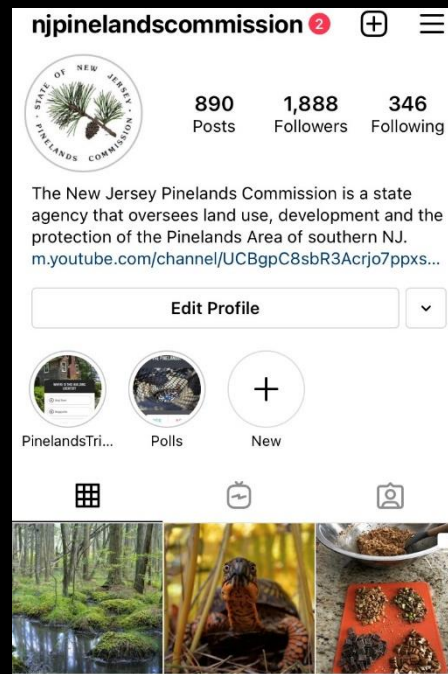 njpinelandscommission 2
STATE OF NEW JERSEY
PINELANDS COMMISSION
890 1,888 346
Posts Followers Following
The New Jersey Pinelands Commission is a state
agency that oversees land use, development and the
protection of the Pinelands Area of southern NJ.
m.youtube.com/channel/UCBgpC8sbR3Acrjo7ppxs...
Edit Profile
PinelandsTri... Polls New